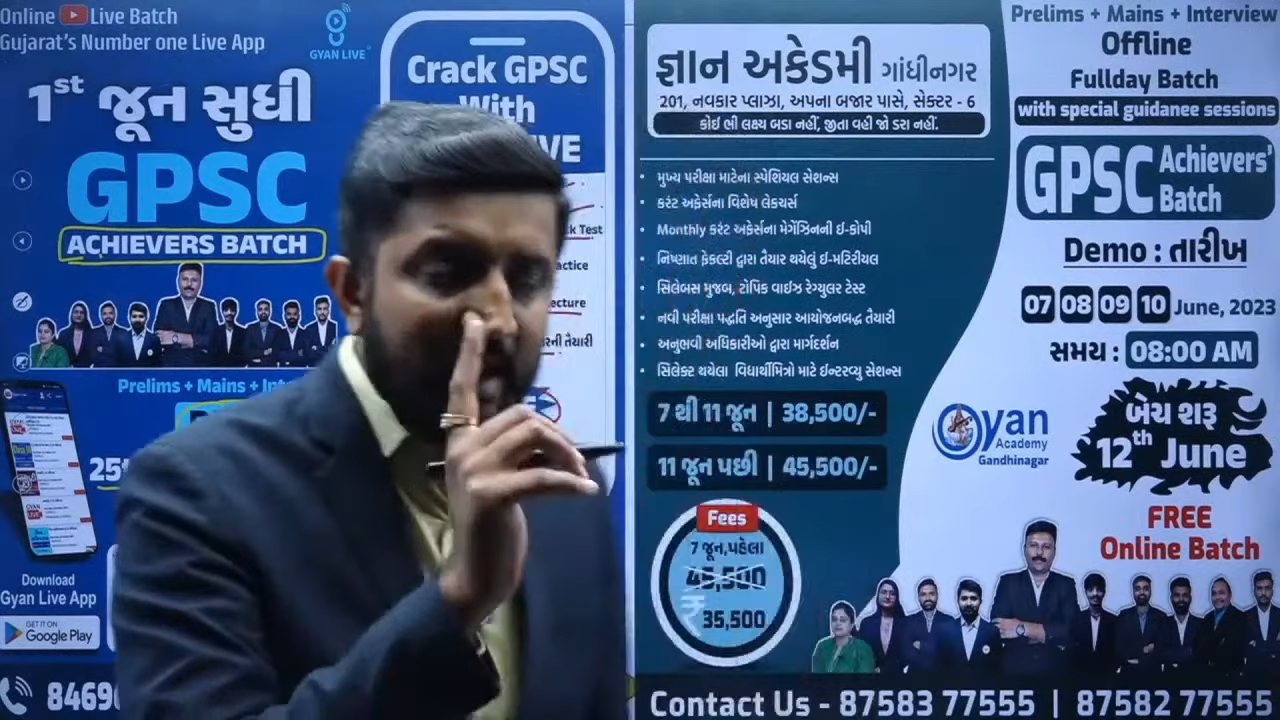 Online Live Batch
Gujarat's Number one Live App
GYAN LIVE
1st જૂન સુધી
GPSC
ACHIEVERS BATCH
Crack GPSC
With
VE
ck Test
actice
ecture
રની તૈયારી
Prelims + Mains + Int
25
Download
Gyan Live App
GET IT ON
Google Play
8469
જ્ઞાન અકેડમી ગાંધીનગર
201, નવકાર પ્લાઝા, અપના બજાર પાસે, સેક્ટર - 6
કોઈ ભી લક્ષ્ય બડા નહીં, જીતા વહી જો ડરા નહીં.
• મુખ્ય પરીક્ષા માટેના સ્પેશિયલ સેશન્સ
• કરંટ અફેર્સના વિશેષ લેક્ચર્સ
• Monthly કરંટ અફેર્સના મેગેઝિનની ઈ-કોપી
• નિષ્ણાત ફેકલ્ટી દ્વારા તૈયાર થયેલું ઈ-મટિરીયલ
• સિલેબસ મુજબ, ટોપિક વાઈઝ રેગ્યુલર ટેસ્ટ
• નવી પરીક્ષા પદ્ધતિ અનુસાર આયોજનબદ્ધ તૈયારી
• અનુભવી અધિકારીઓ દ્વારા માર્ગદર્શન
• સિલેક્ટ થયેલા વિદ્યાર્થીમિત્રો માટે ઈન્ટરવ્યુ સેશન્સ
7 થી 11 જૂન | 38,500/-
11 જૂન પછી | 45,500/-
Fees
7 જૂન,પહેલા
45,500
₹ 35,500
Prelims + Mains + Interview
Offline
Fullday Batch
with special guidanee sessions
GPSC Achievers' Batch
Demo : તારીખ
07 08 09 10 June, 2023
સમય : 08:00 AM
Gyan
Academy
Gandhinagar
બેચ શરૂ
12th June
FREE
Online Batch
Contact Us - 87583 77555 | 87582 77555